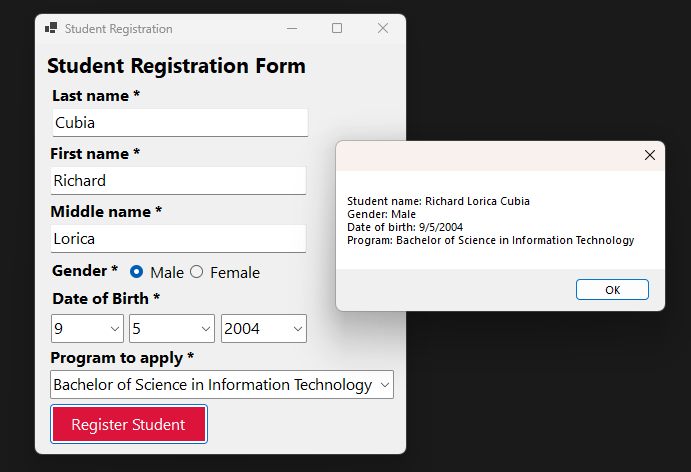 Student Registration
Student Registration Form
Last name *
Cubia
First name *
Richard
Middle name *
Lorica
Gender * Male Female
Date of Birth *
9 5 2004
Program to apply *
Bachelor of Science in Information Technology
Register Student
Student name: Richard Lorica Cubia
Gender: Male
Date of birth: 9/5/2004
Program: Bachelor of Science in Information Technology
OK